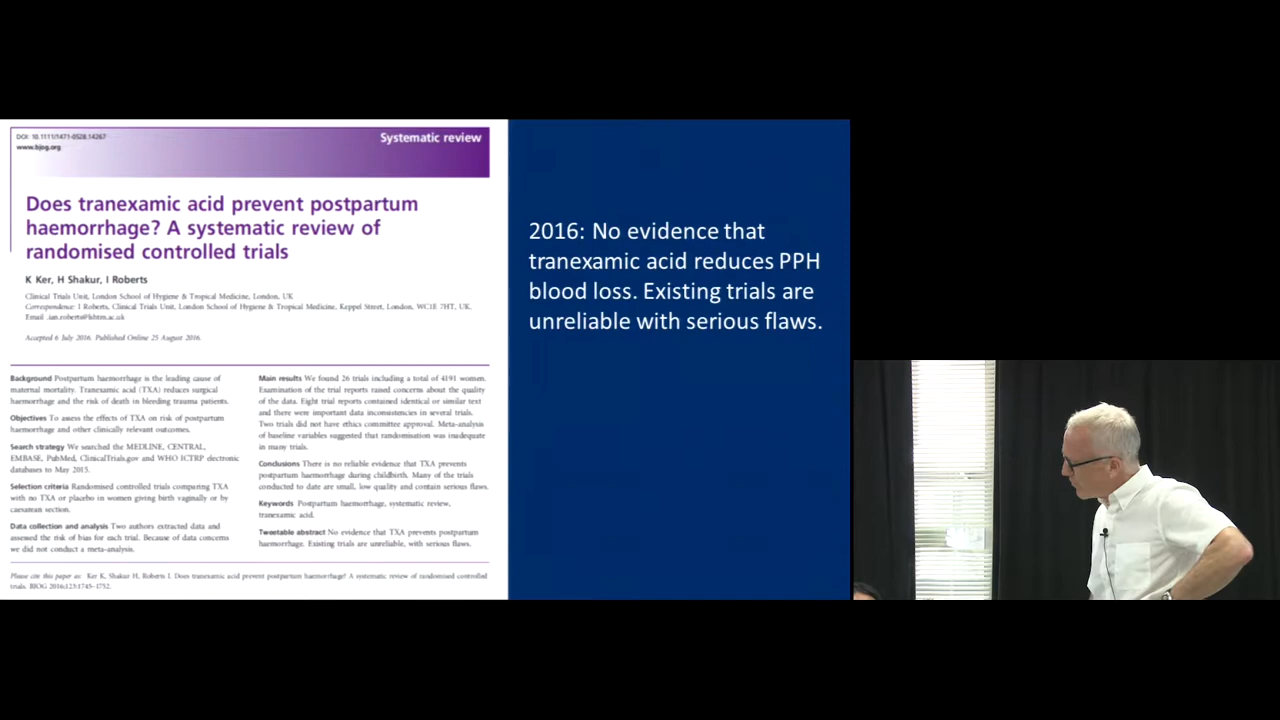 DOI: 10.1111/1471-0528.14267
www.bjog.org
Systematic review
Does tranexamic acid prevent postpartum
haemorrhage? A systematic review of
randomised controlled trials
K Ker, H Shakur, I Roberts
Clinical Trials Unit, London School of Hygiene & Tropical Medicine, London, UK
Correspondence: I Roberts, Clinical Trials Unit, London School of Hygiene & Tropical Medicine, Keppel Street, London, WC1E 7HT, UK.
Email .ian.roberts@lshtm.ac.uk
Accepted 6 July 2016. Published Online 25 August 2016.
Background Postpartum haemorrhage is the leading cause of
maternal mortality. Tranexamic acid (TXA) reduces surgical
haemorrhage and the risk of death in bleeding trauma patients.
Objectives To assess the effects of TXA on risk of postpartum
haemorrhage and other clinically relevant outcomes.
Search strategy We searched the MEDLINE, CENTRAL,
EMBASE, PubMed, ClinicalTrials.gov and WHO ICTRP electronic
databases to May 2015.
Selection criteria Randomised controlled trials comparing TXA
with no TXA or placebo in women giving birth vaginally or by
caesarean section.
Data collection and analysis Two authors extracted data and
assessed the risk of bias for each trial. Because of data concerns
we did not conduct a meta-analysis.
Main results We found 26 trials including a total of 4191 women.
Examination of the trial reports raised concerns about the quality
of the data. Eight trial reports contained identical or similar text
and there were important data inconsistencies in several trials.
Two trials did not have ethics committee approval. Meta-analysis
of baseline variables suggested that randomisation was inadequate
in many trials.
Conclusions There is no reliable evidence that TXA prevents
postpartum haemorrhage during childbirth. Many of the trials
conducted to date are small, low quality and contain serious flaws.
Keywords Postpartum haemorrhage, systematic review,
tranexamic acid.
Tweetable abstract No evidence that TXA prevents postpartum
haemorrhage. Existing trials are unreliable, with serious flaws.
Please cite this paper as: Ker K, Shakur H, Roberts I. Does tranexamic acid prevent postpartum haemorrhage? A systematic review of randomised controlled
trials. BJOG 2016;123:1745–1752.
2016: No evidence that
tranexamic acid reduces PPH
blood loss. Existing trials are
unreliable with serious flaws.